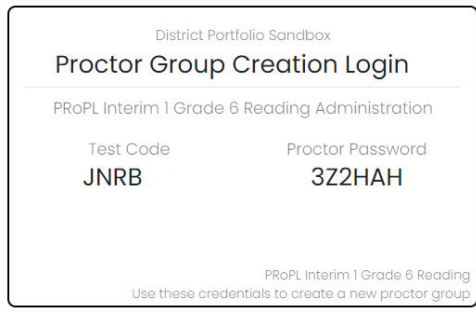 District Portfolio Sandbox
Proctor Group Creation Login
PRoPL Interim 1 Grade 6 Reading Administration
Test Code Proctor Password
JNRB 3Z2HAH
PRoPL Interim 1 Grade 6 Reading
Use these credentials to create a new proctor group